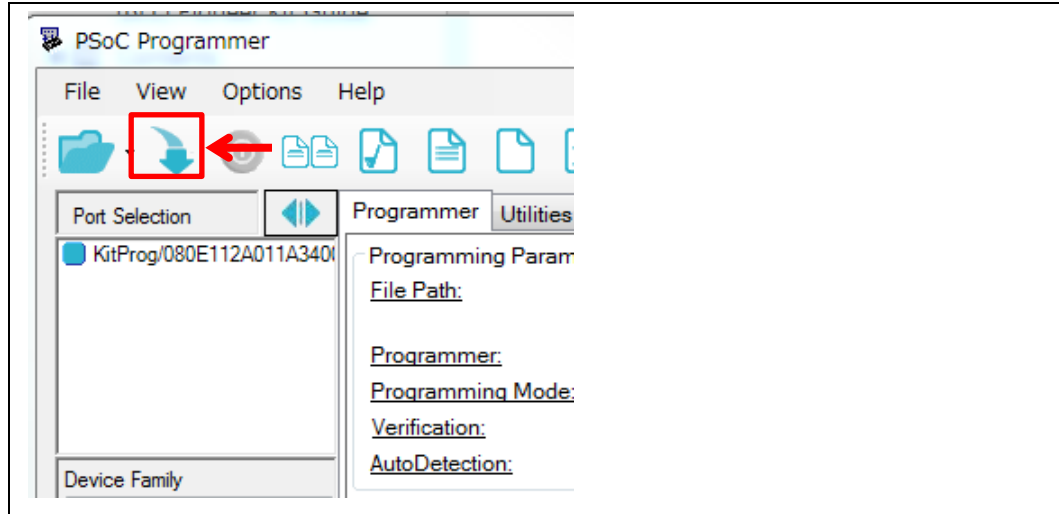 PSoC Programmer
File View Options Help
Port Selection
Programmer Utilities
KitProg/080E112A011A340
Programming Param
File Path:
Programmer:
Programming Mode:
Verification:
AutoDetection:
Device Family